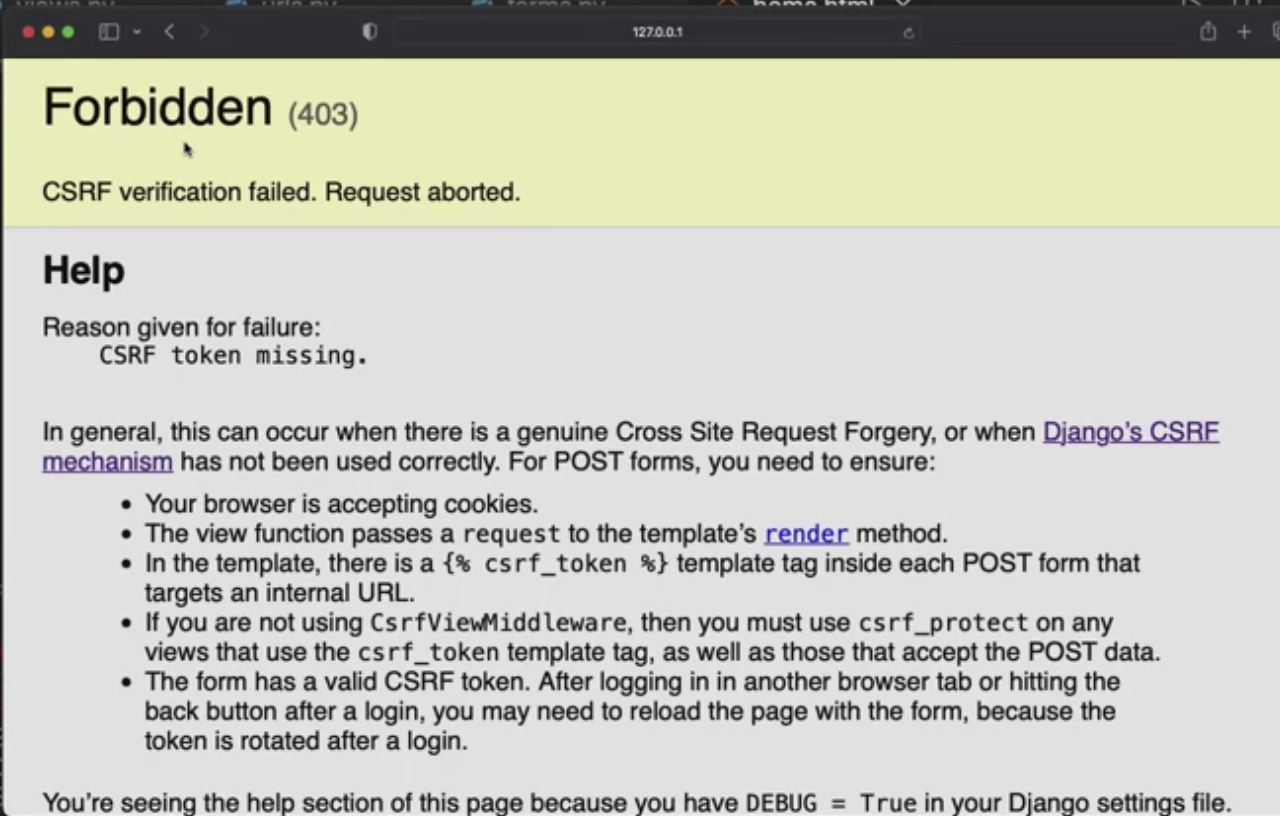 127.0.0.1
Forbidden (403)
CSRF verification failed. Request aborted.
Help
Reason given for failure:
CSRF token missing.
In general, this can occur when there is a genuine Cross Site Request Forgery, or when Django’s CSRF
mechanism has not been used correctly. For POST forms, you need to ensure:
• Your browser is accepting cookies.
• The view function passes a request to the template’s render method.
• In the template, there is a {% csrf_token %} template tag inside each POST form that
targets an internal URL.
• If you are not using CsrfViewMiddleware, then you must use csrf_protect on any
views that use the csrf_token template tag, as well as those that accept the POST data.
• The form has a valid CSRF token. After logging in in another browser tab or hitting the
back button after a login, you may need to reload the page with the form, because the
token is rotated after a login.
You’re seeing the help section of this page because you have DEBUG = True in your Django settings file.